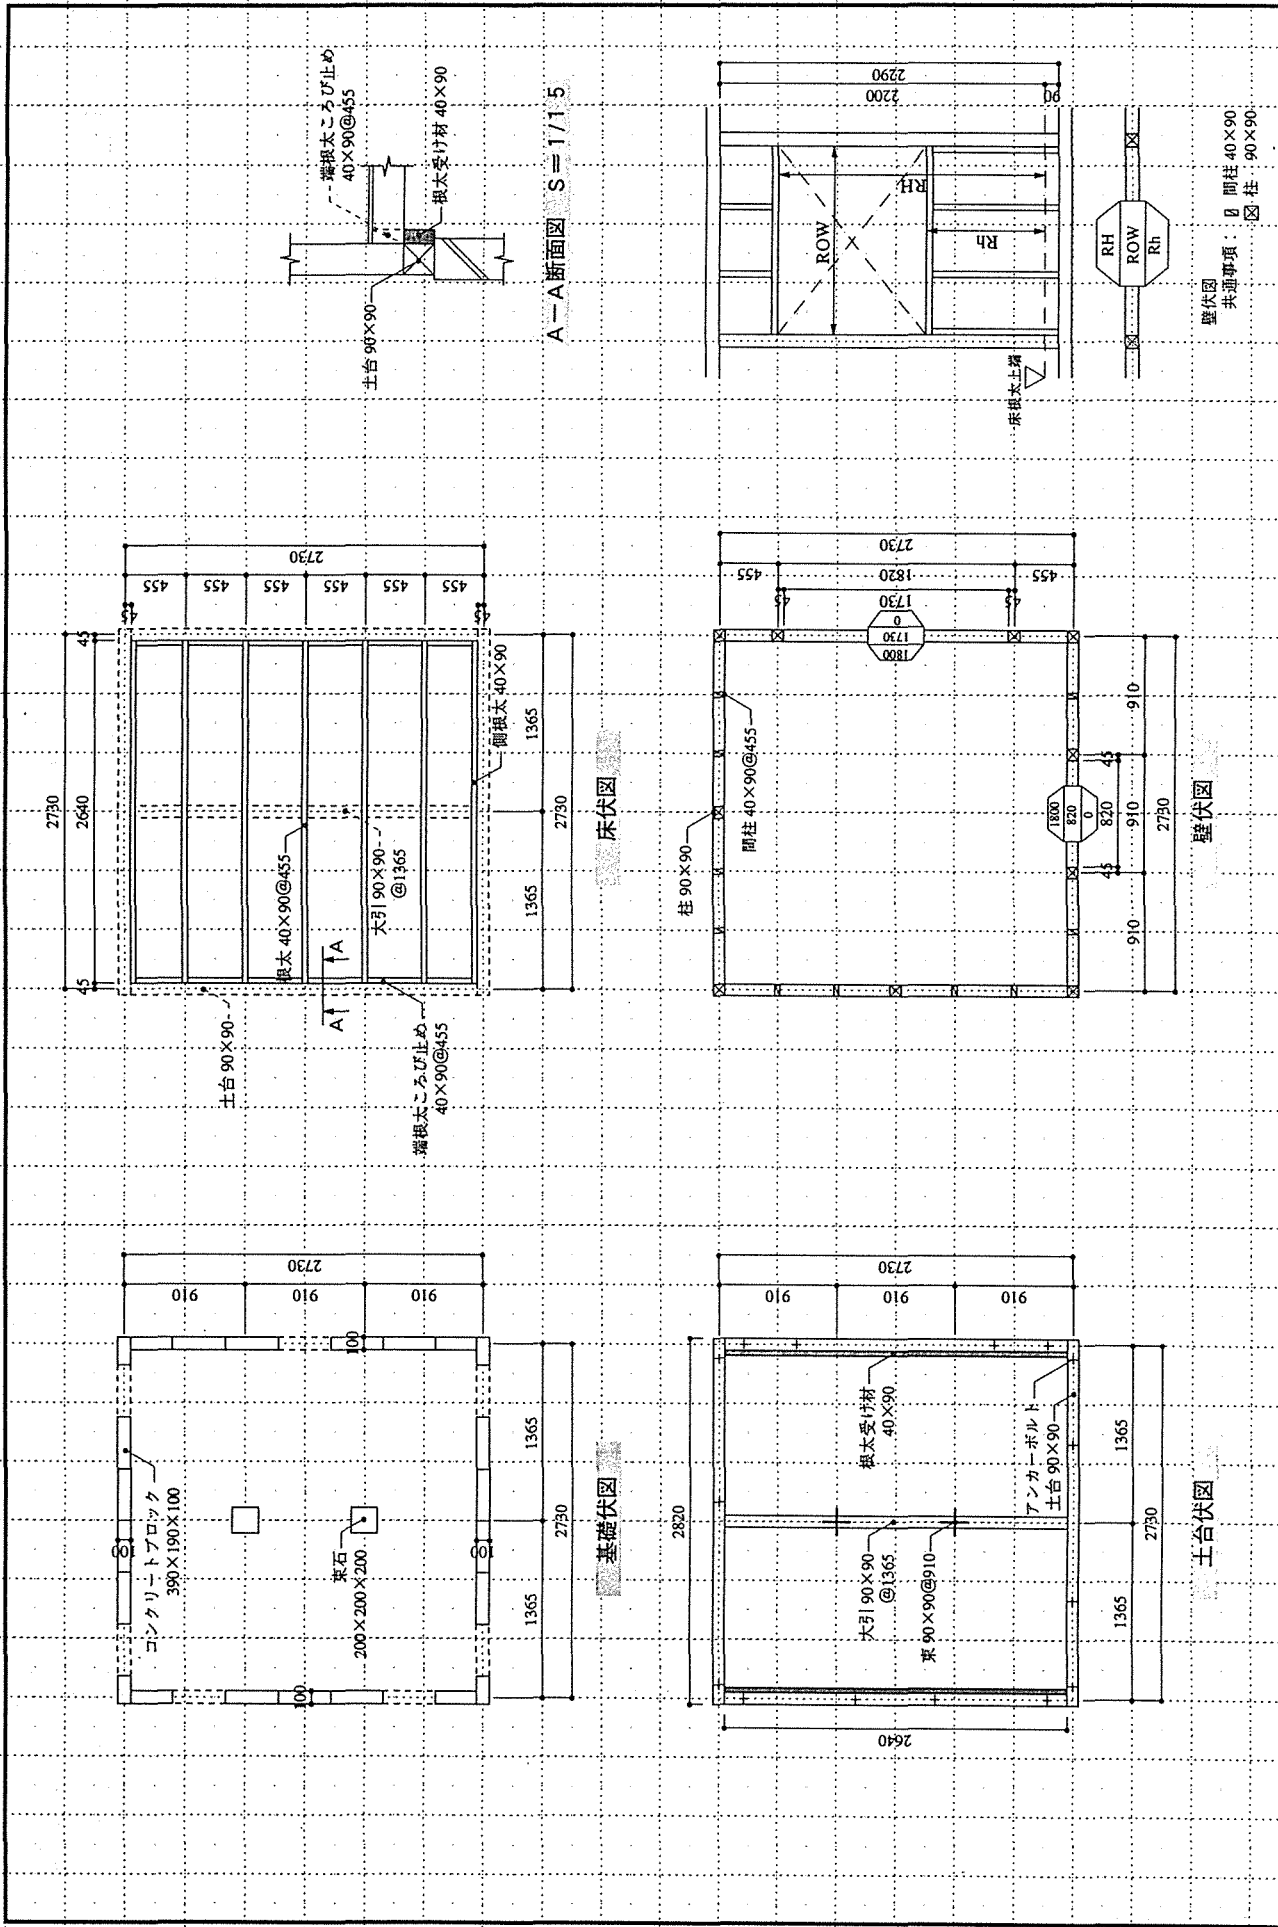 2730
910
910
910
100
100
100
100
コンクリートブロック
390×190×100
束石
200×200×200
1365
1365
2730
基礎伏図
2730
45
2640
45
45
455
455
455
455
455
455
45
2730
土台 90×90
根太 40×90@455
大引 90×90
@1365
A
A
端根太ころび止め
40×90@455
側根太 40×90
1365
1365
2730
床伏図
端根太ころび止め
40×90@455
根太受け材 40×90
土台 90×90
A－A断面図 S＝1/15
2820
2730
910
910
910
2640
根太受け材
40×90
大引 90×90
@1365
束 90×90@910
アンカーボルト
土台 90×90
1365
1365
2730
土台伏図
柱 90×90
間柱 40×90@455
455
1820
455
2730
45
1730
45
1800
1730
0
1800
820
0
45
820
45
910
910
910
2730
壁伏図
2290
2200
90
ROW
RH
Rh
床根太上端
RH
ROW
Rh
壁伏図
共通事項：
間柱 40×90
柱 90×90